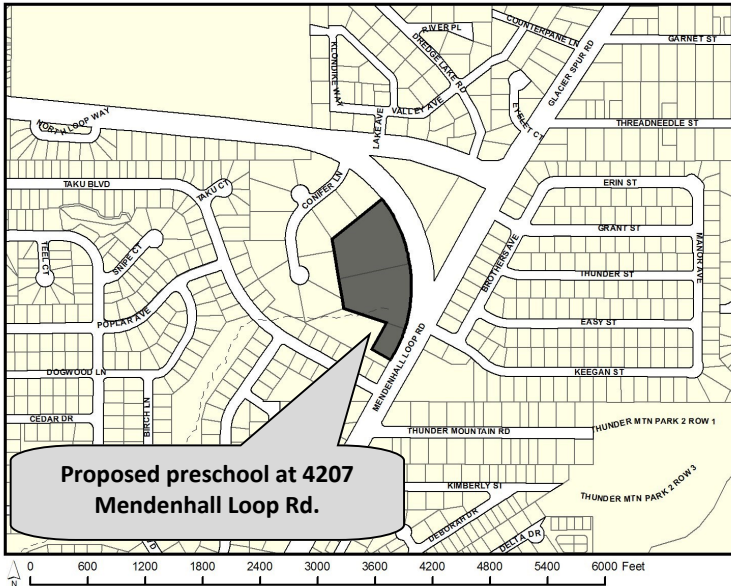 RIVER PL
COUNTERPANE LN
GARNET ST
KLONDIKE WAY
DREDGE LAKE RD
GLACIER SPUR RD
VALLEY AVE
LAKE AVE
EYELET CT
THREADNEEDLE ST
NORTH LOOP WAY
TAKU BLVD
TAKU CT
CONIFER LN
ERIN ST
GRANT ST
MANOR AVE
BROTHERS AVE
TEEL CT
SNIPE CT
THUNDER ST
POPLAR AVE
EASY ST
DOGWOOD LN
BIRCH LN
MENDENHALL LOOP RD
KEEGAN ST
CEDAR DR
THUNDER MOUNTAIN RD
THUNDER MTN PARK 2 ROW 1
Proposed preschool at 4207
Mendenhall Loop Rd.
KIMBERLY ST
THUNDER MTN PARK 2 ROW 3
DEBORAH DR
DELTA DR
N
0 600 1200 1800 2400 3000 3600 4200 4800 5400 6000 Feet